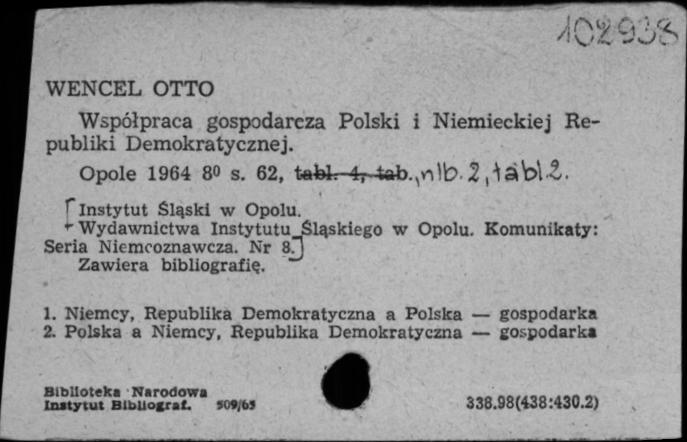 102938
WENCEL OTTO
Współpraca gospodarcza Polski i Niemieckiej Re-
publiki Demokratycznej.
Opole 1964 8⁰ s. 62, tabl. 4, tab., nlb. 2, tabl 2.
[Instytut Śląski w Opolu.
Wydawnictwa Instytutu Śląskiego w Opolu. Komunikaty:
Seria Niemcoznawcza. Nr 8.]
Zawiera bibliografię.
1. Niemcy, Republika Demokratyczna a Polska — gospodarka
2. Polska a Niemcy, Republika Demokratyczna — gospodarka
Biblioteka Narodowa
Instytut Bibliograf. 509/65
338.98(438:430.2)